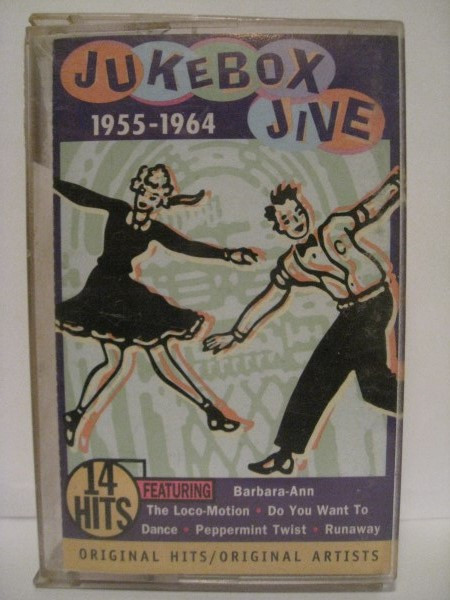 JUKEBOX
JIVE
1955-1964
14
HITS
FEATURING Barbara-Ann
The Loco-Motion • Do You Want To
Dance • Peppermint Twist • Runaway
ORIGINAL HITS/ORIGINAL ARTISTS